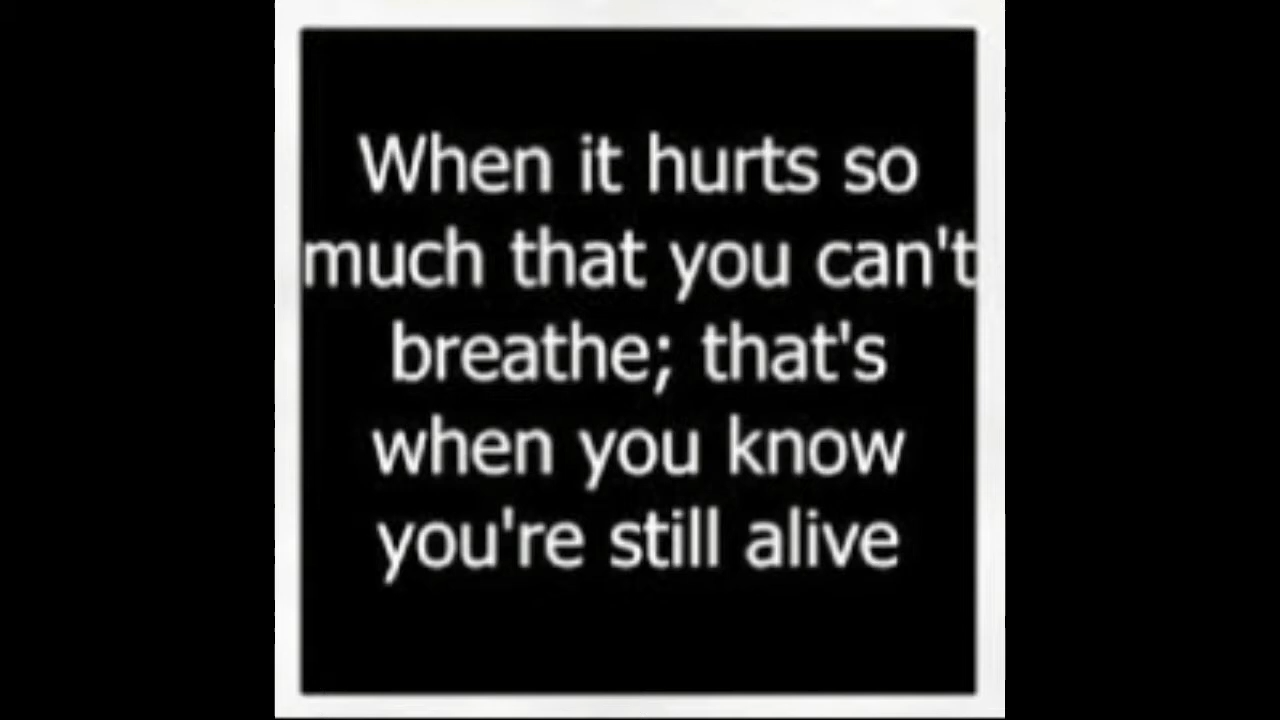 When it hurts so
much that you can't
breathe; that's
when you know
you're still alive